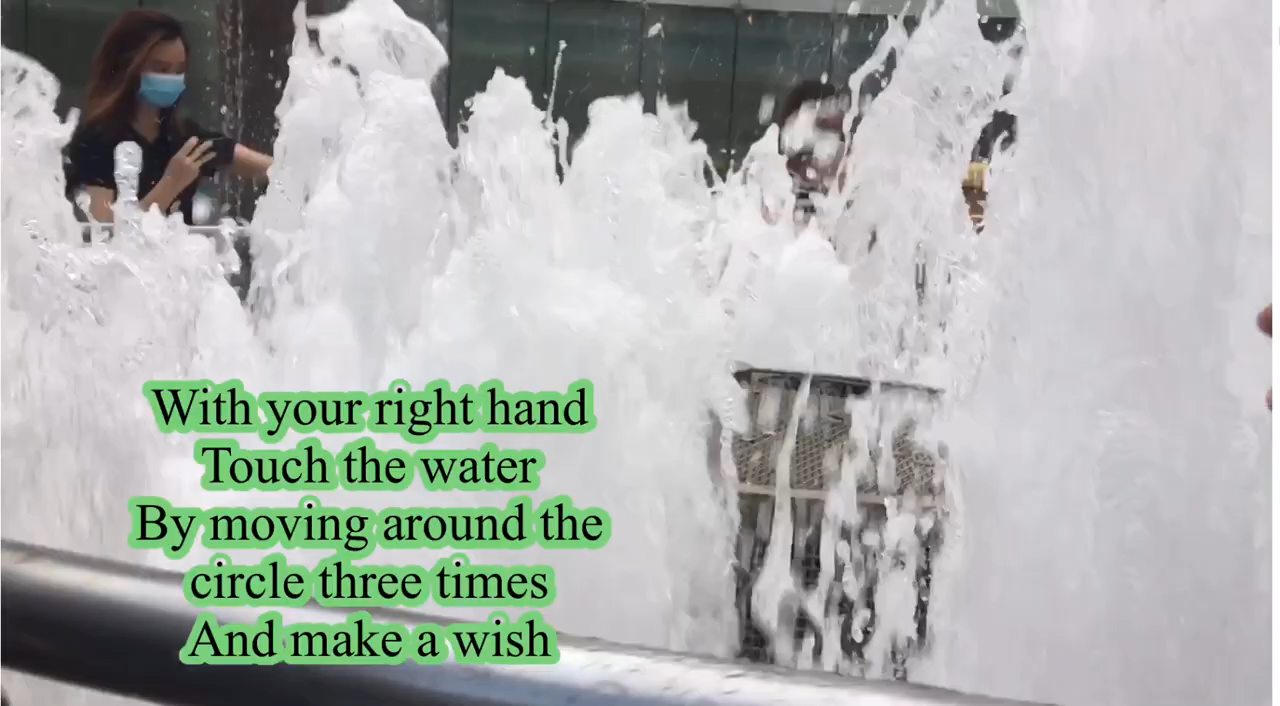 With your right hand
Touch the water
By moving around the
circle three times
And make a wish